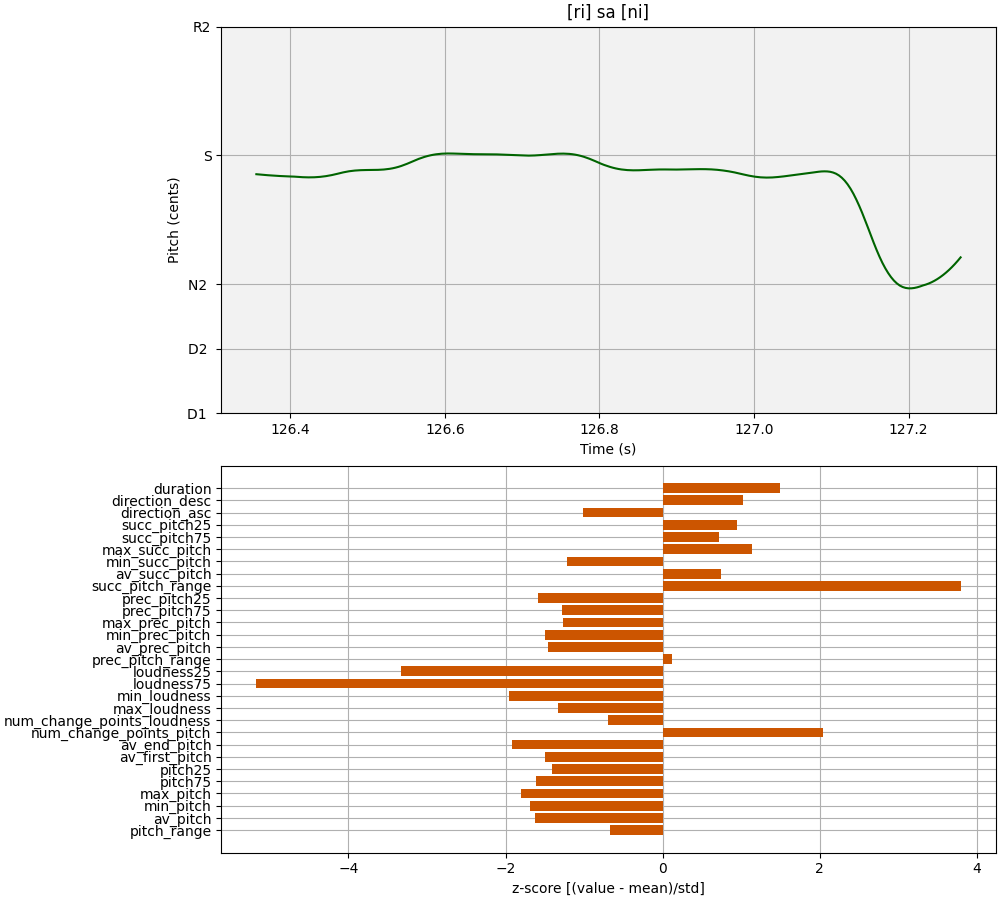 [ri] sa [ni]
R2
S
N2
D2
D1
Pitch (cents)
126.4 126.6 126.8 127.0 127.2
Time (s)
duration
direction_desc
direction_asc
succ_pitch25
succ_pitch75
max_succ_pitch
min_succ_pitch
av_succ_pitch
succ_pitch_range
prec_pitch25
prec_pitch75
max_prec_pitch
min_prec_pitch
av_prec_pitch
prec_pitch_range
loudness25
loudness75
min_loudness
max_loudness
num_change_points_loudness
num_change_points_pitch
av_end_pitch
av_first_pitch
pitch25
pitch75
max_pitch
min_pitch
av_pitch
pitch_range
−4 −2 0 2 4
z-score [(value - mean)/std]